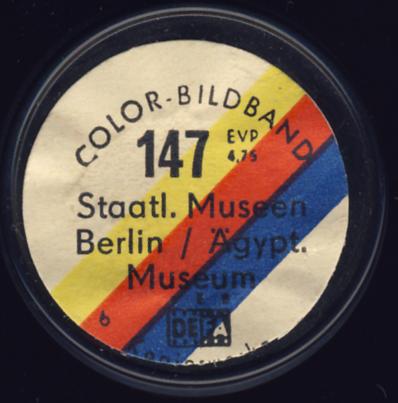 COLOR-BILDBAND
147 EVP
4,75
Staatl. Museen
Berlin / Ägypt.
Museum
6
DEFA